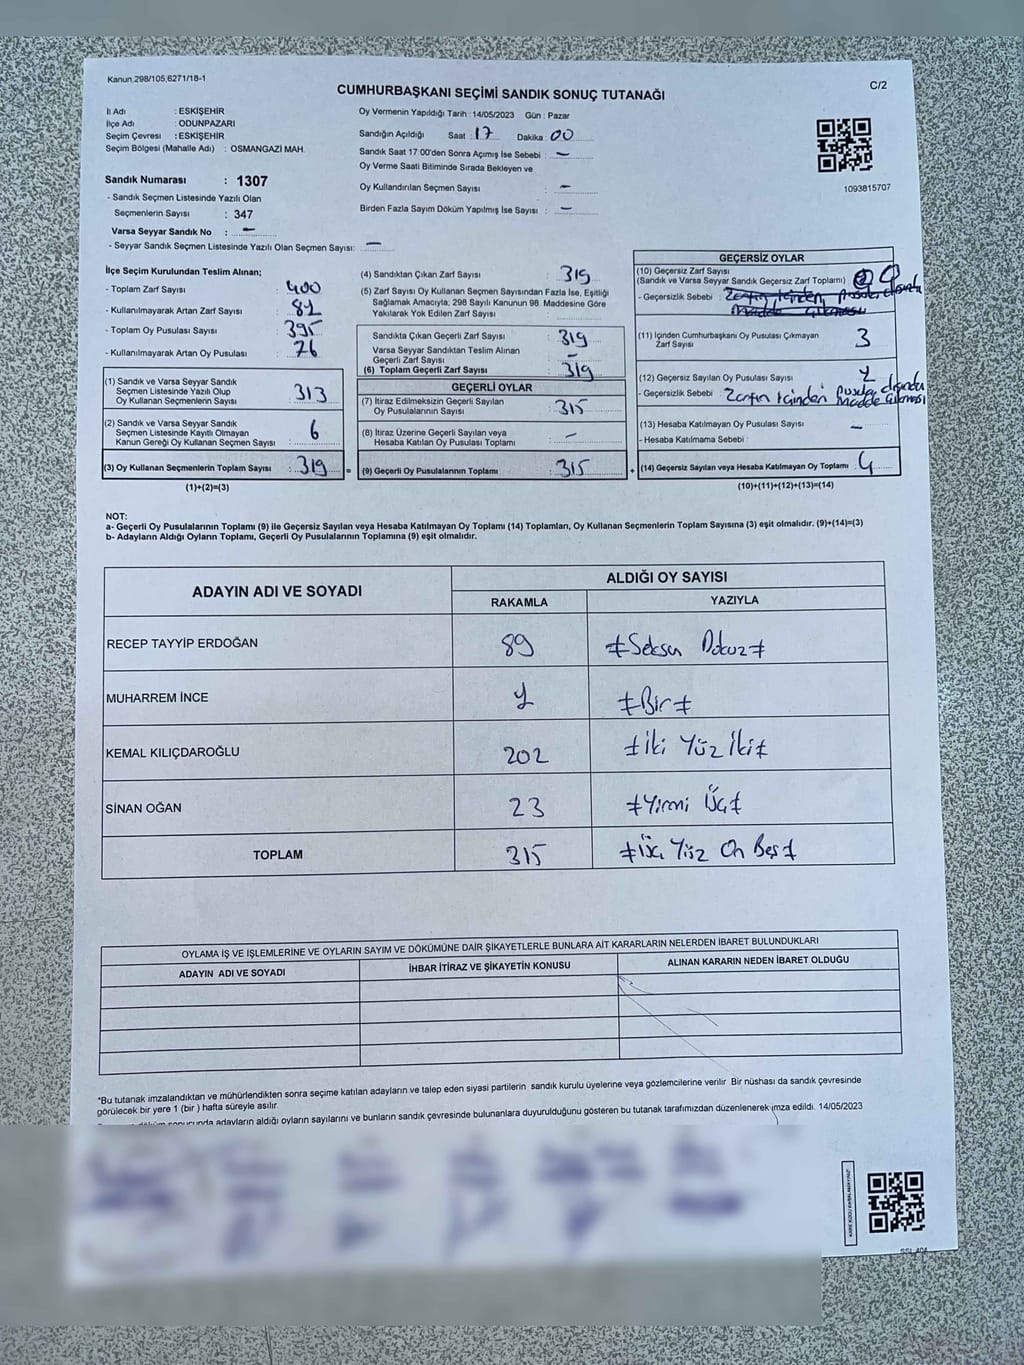 Kanun,298/105,6271/18-1
C/2
CUMHURBAŞKANI SEÇİMİ SANDIK SONUÇ TUTANAĞI
İl Adı : ESKİŞEHİR
İlçe Adı : ODUNPAZARI
Seçim Çevresi : ESKİŞEHİR
Seçim Bölgesi (Mahalle Adı) : OSMANGAZİ MAH.
Sandık Numarası : 1307
- Sandık Seçmen Listesinde Yazılı Olan
Seçmenlerin Sayısı : 347
Varsa Seyyar Sandık No : –
- Seyyar Sandık Seçmen Listesinde Yazılı Olan Seçmen Sayısı: –
Oy Vermenin Yapıldığı Tarih : 14/05/2023 Gün : Pazar
Sandığın Açıldığı Saat : 17 Dakika : 00
Sandık Saat 17:00'den Sonra Açımış İse Sebebi : –
Oy Verme Saati Bitiminde Sırada Bekleyen ve
Oy Kullandırılan Seçmen Sayısı : –
Birden Fazla Sayım Döküm Yapılmış İse Sayısı : –
1093815707
İlçe Seçim Kurulundan Teslim Alınan;
- Toplam Zarf Sayısı : 400
- Kullanılmayarak Artan Zarf Sayısı : 81
- Toplam Oy Pusulası Sayısı : 395
- Kullanılmayarak Artan Oy Pusulası : 76
(1) Sandık ve Varsa Seyyar Sandık
Seçmen Listesinde Yazılı Olup
Oy Kullanan Seçmenlerin Sayısı : 313
(2) Sandık ve Varsa Seyyar Sandık
Seçmen Listesinde Kayıtlı Olmayan
Kanun Gereği Oy Kullanan Seçmen Sayısı : 6
(3) Oy Kullanan Seçmenlerin Toplam Sayısı : 319
(1)+(2)=(3)
(4) Sandıktan Çıkan Zarf Sayısı : 319
(5) Zarf Sayısı Oy Kullanan Seçmen Sayısından Fazla İse, Eşitliği
Sağlamak Amacıyla, 298 Sayılı Kanunun 98. Maddesine Göre
Yakılarak Yok Edilen Zarf Sayısı :
Sandıkta Çıkan Geçerli Zarf Sayısı : 319
Varsa Seyyar Sandıktan Teslim Alınan
Geçerli Zarf Sayısı : –
(6) Toplam Geçerli Zarf Sayısı : 319
GEÇERLİ OYLAR
(7) İtiraz Edilmeksizin Geçerli Sayılan
Oy Pusulalarının Sayısı : 315
(8) İtiraz Üzerine Geçerli Sayılan veya
Hesaba Katılan Oy Pusulası Toplamı : –
= (9) Geçerli Oy Pusulalarının Toplamı : 315
GEÇERSİZ OYLAR
(10) Geçersiz Zarf Sayısı
(Sandık ve Varsa Seyyar Sandık Geçersiz Zarf Toplamı) : 0
- Geçersizlik Sebebi : Zarfın İçinden Pusula dışında
Madde Çıkması
(11) İçinden Cumhurbaşkanı Oy Pusulası Çıkmayan
Zarf Sayısı : 3
(12) Geçersiz Sayılan Oy Pusulası Sayısı : 1
- Geçersizlik Sebebi : Zarfın İçinden Pusula dışında
Madde Çıkması
(13) Hesaba Katılmayan Oy Pusulası Sayısı : –
- Hesaba Katılmama Sebebi :
+ (14) Geçersiz Sayılan veya Hesaba Katılmayan Oy Toplamı : 4
(10)+(11)+(12)+(13)=(14)
NOT:
a- Geçerli Oy Pusulalarının Toplamı (9) ile Geçersiz Sayılan veya Hesaba Katılmayan Oy Toplamı (14) Toplamları, Oy Kullanan Seçmenlerin Toplam Sayısına (3) eşit olmalıdır. (9)+(14)=(3)
b- Adayların Aldığı Oyların Toplamı, Geçerli Oy Pusulalarının Toplamına (9) eşit olmalıdır.
ADAYIN ADI VE SOYADI
ALDIĞI OY SAYISI
RAKAMLA YAZIYLA
RECEP TAYYİP ERDOĞAN 89 ≠Seksen Dokuz≠
MUHARREM İNCE 1 ≠Bir≠
KEMAL KILIÇDAROĞLU 202 ≠İki Yüz İki≠
SİNAN OĞAN 23 ≠Yirmi Üç≠
TOPLAM 315 ≠Üç Yüz On Beş≠
OYLAMA İŞ VE İŞLEMLERİNE VE OYLARIN SAYIM VE DÖKÜMÜNE DAİR ŞİKAYETLERLE BUNLARA AİT KARARLARIN NELERDEN İBARET BULUNDUKLARI
ADAYIN ADI VE SOYADI İHBAR İTİRAZ VE ŞİKAYETİN KONUSU ALINAN KARARIN NEDEN İBARET OLDUĞU
*Bu tutanak imzalandıktan ve mühürlendikten sonra seçime katılan adayların ve talep eden siyasi partilerin sandık kurulu üyelerine veya gözlemcilerine verilir. Bir nüshası da sandık çevresinde
görülecek bir yere 1 (bir ) hafta süreyle asılır.
adayların aldığı oyların sayılarını ve bunların sandık çevresinde bulunanlara duyurulduğunu gösteren bu tutanak tarafımızdan düzenlenerek imza edildi. 14/05/2023